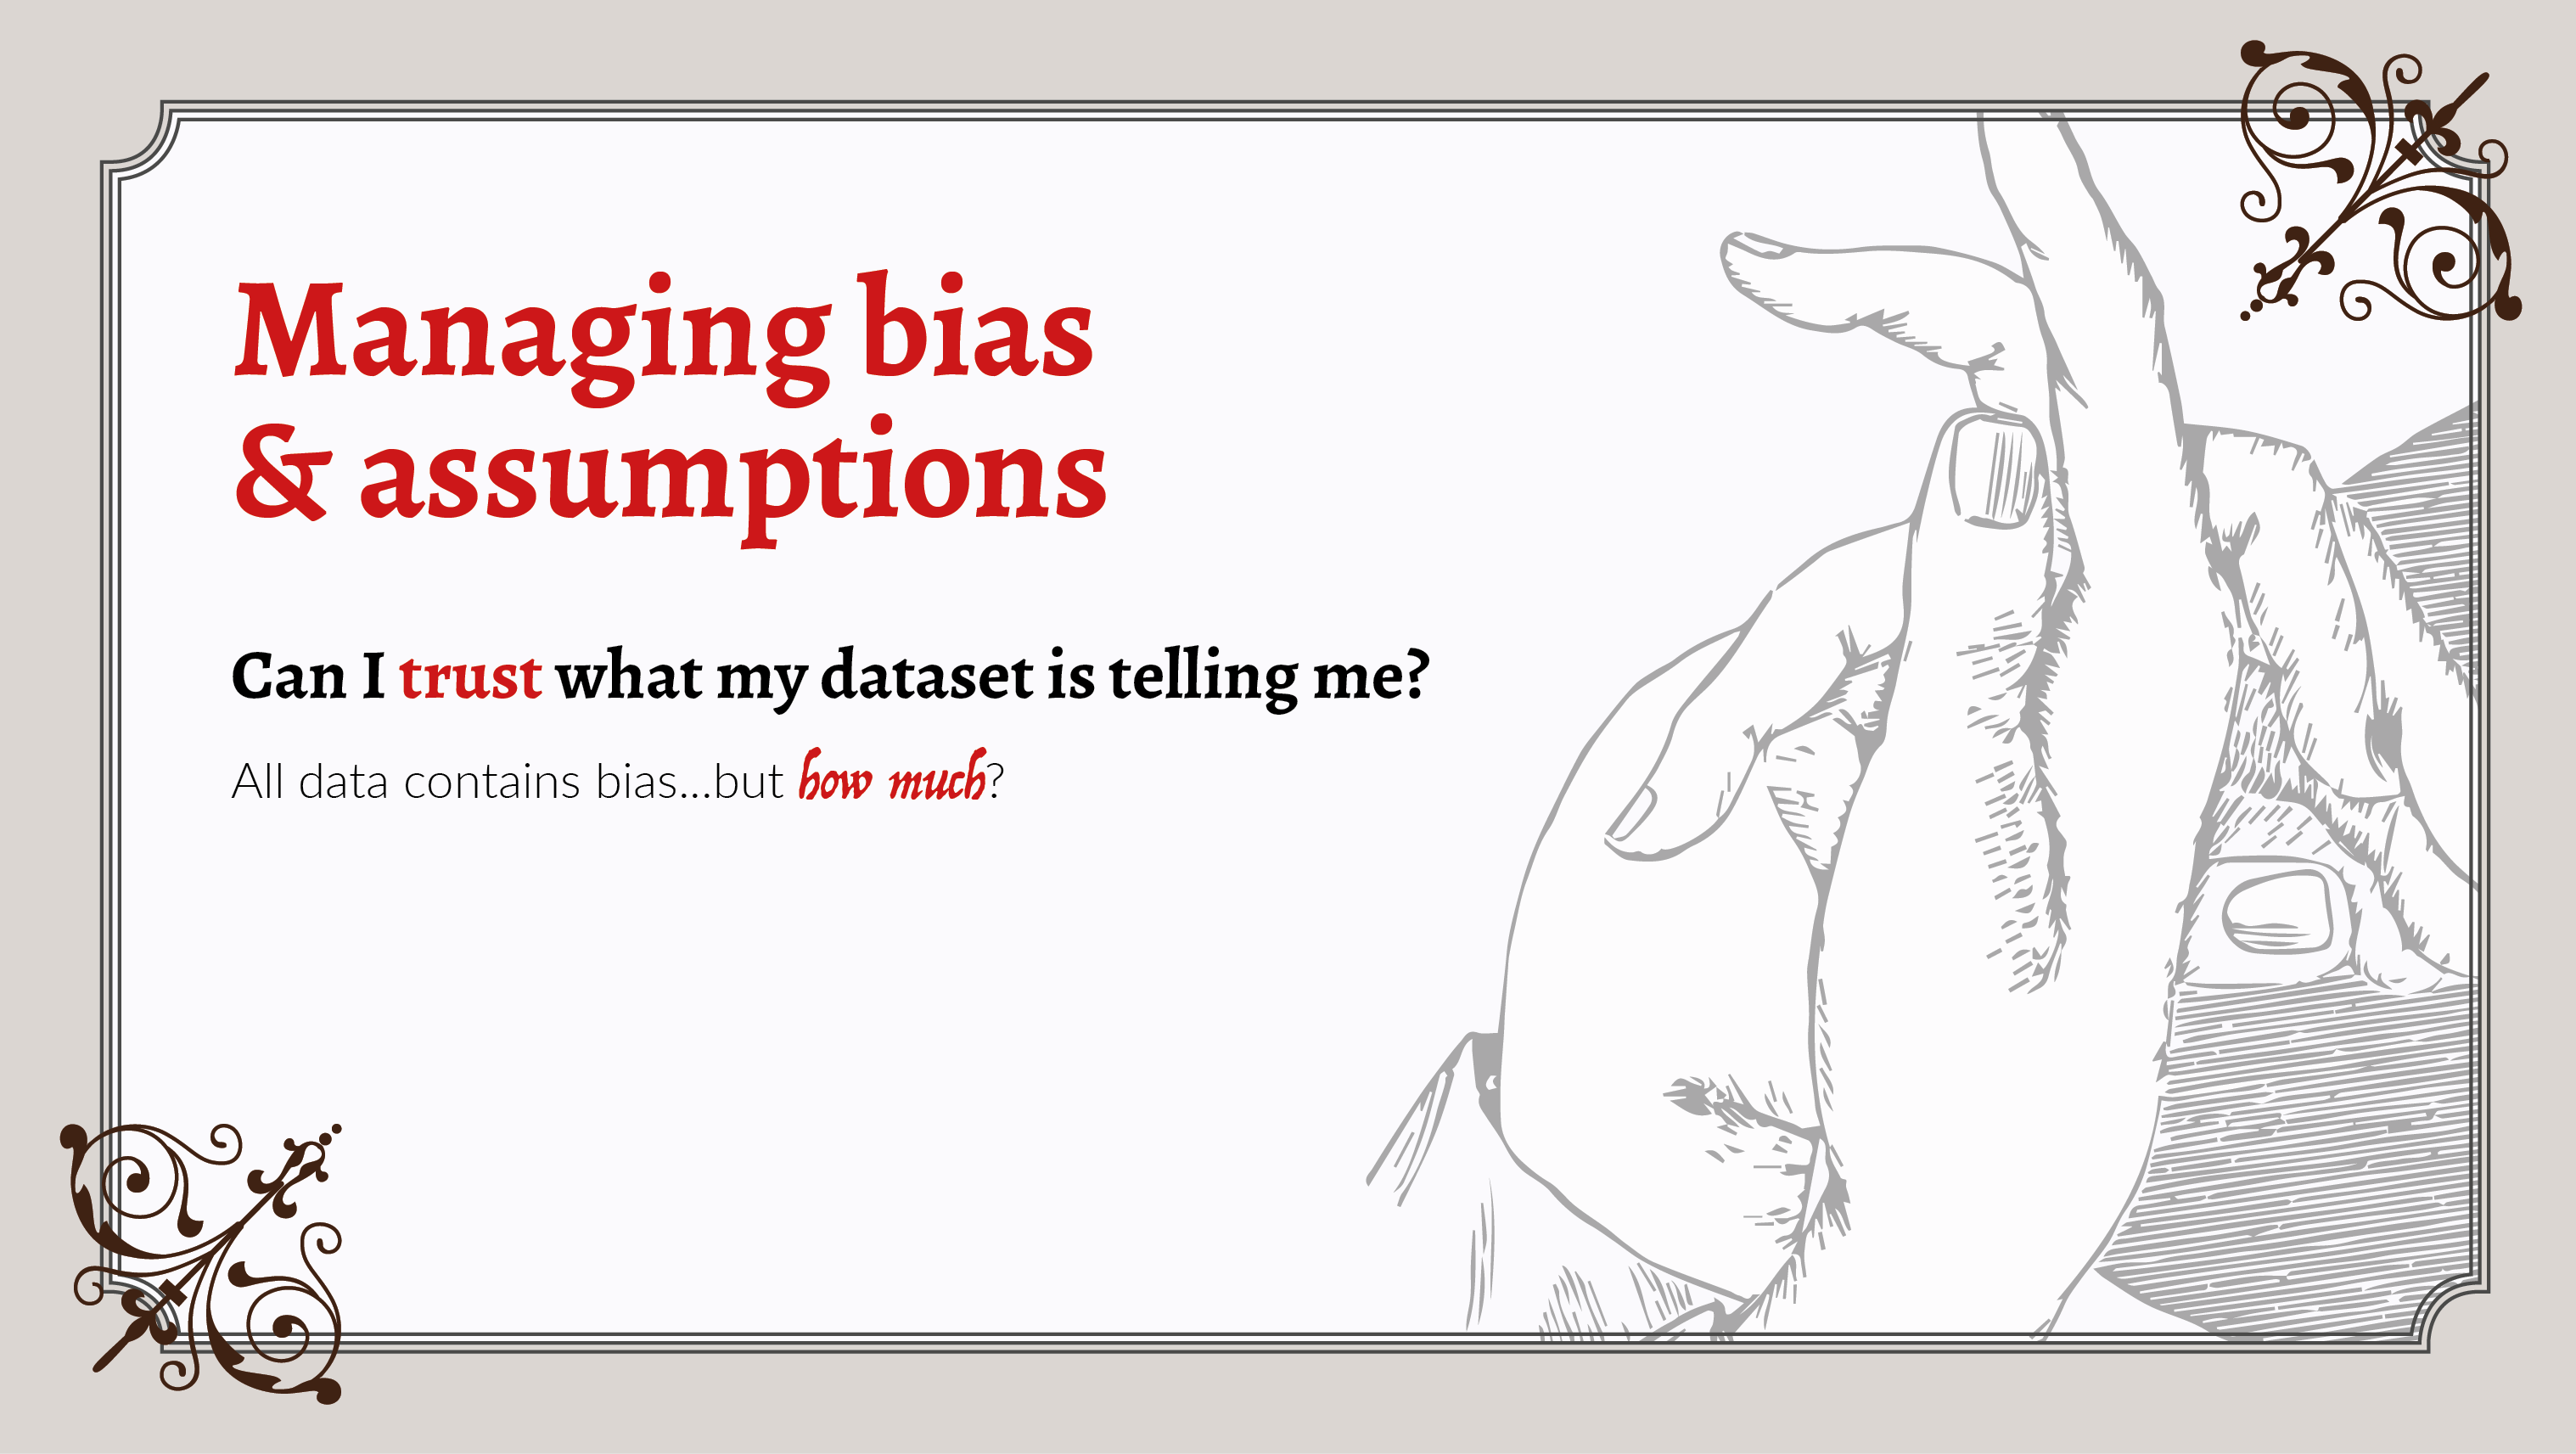 Managing bias
& assumptions
Can I trust what my dataset is telling me?
All data contains bias...but how much?